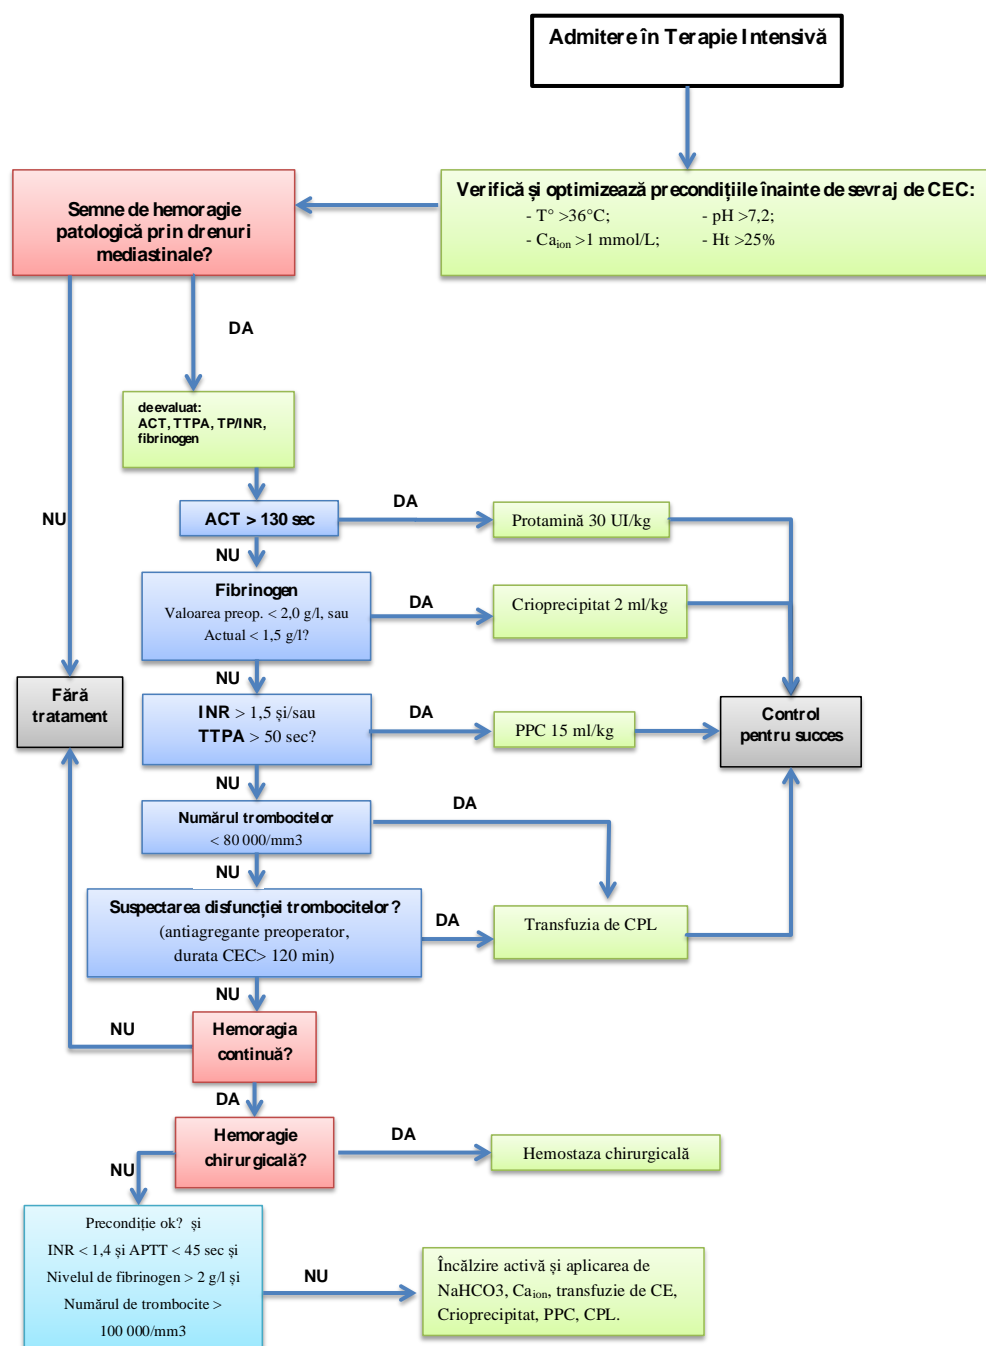 Admitere în Terapie Intensivă
Verifică și optimizează precondițiile înainte de sevraj de CEC:
- T° >36°C; - pH >7,2;
- Ca ion >1 mmol/L; - Ht >25%
Semne de hemoragie
patologică prin drenuri
mediastinale?
DA
de evaluat:
ACT, TTPA, TP/INR,
fibrinogen
NU
ACT > 130 sec
DA
Protamină 30 UI/kg
NU
Fibrinogen
Valoarea preop. < 2,0 g/l, sau
Actual < 1,5 g/l?
DA
Crioprecipitat 2 ml/kg
NU
Fără
tratament
INR > 1,5 și/sau
TTPA > 50 sec?
DA
PPC 15 ml/kg
Control
pentru succes
NU
Numărul trombocitelor
< 80 000/mm3
DA
NU
Suspectarea disfuncției trombocitelor?
(antiagregante preoperator,
durata CEC> 120 min)
DA
Transfuzia de CPL
NU
Hemoragia
continuă?
NU
DA
Hemoragie
chirurgicală?
DA
Hemostaza chirurgicală
NU
Precondiție ok? și
INR < 1,4 și APTT < 45 sec și
Nivelul de fibrinogen > 2 g/l și
Numărul de trombocite >
100 000/mm3
NU
Încălzire activă și aplicarea de
NaHCO3, Ca ion, transfuzie de CE,
Crioprecipitat, PPC, CPL.